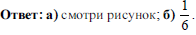 Ответ: а) смотри рисунок; б) 1/6.